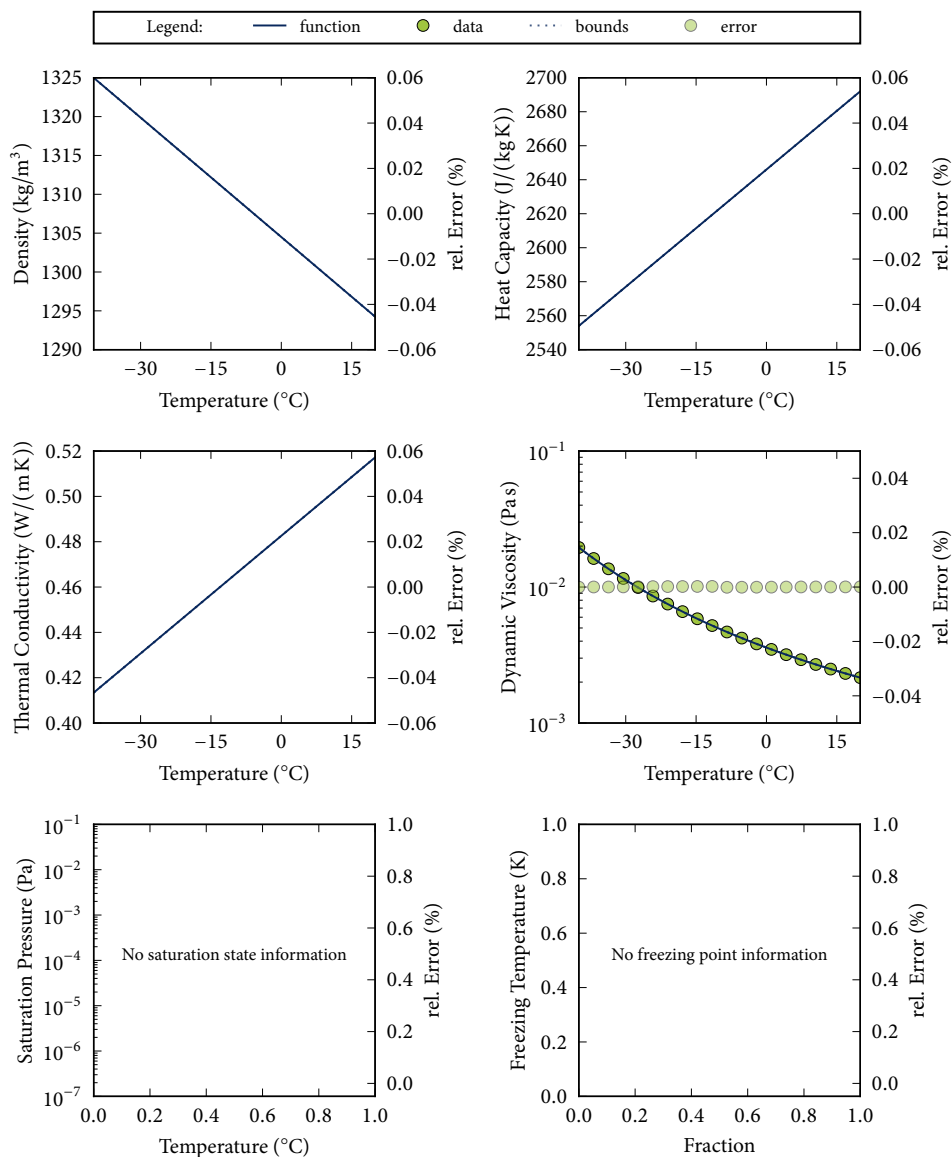 Legend: function data bounds error
1325
1320
1315
1310
1305
1300
1295
1290
Density (kg/m³)
0.06
0.04
0.02
0.00
−0.02
−0.04
−0.06
rel. Error (%)
−30 −15 0 15
Temperature (°C)
2700
2680
2660
2640
2620
2600
2580
2560
2540
Heat Capacity (J/(kg K))
0.06
0.04
0.02
0.00
−0.02
−0.04
−0.06
rel. Error (%)
−30 −15 0 15
Temperature (°C)
0.52
0.50
0.48
0.46
0.44
0.42
0.40
Thermal Conductivity (W/(m K))
0.06
0.04
0.02
0.00
−0.02
−0.04
−0.06
rel. Error (%)
−30 −15 0 15
Temperature (°C)
10⁻¹
10⁻²
10⁻³
Dynamic Viscosity (Pa s)
0.04
0.02
0.00
−0.02
−0.04
rel. Error (%)
−30 −15 0 15
Temperature (°C)
10⁻¹
10⁻²
10⁻³
10⁻⁴
10⁻⁵
10⁻⁶
10⁻⁷
Saturation Pressure (Pa)
No saturation state information
1.0
0.8
0.6
0.4
0.2
0.0
rel. Error (%)
0.0 0.2 0.4 0.6 0.8 1.0
Temperature (°C)
1.0
0.8
0.6
0.4
0.2
0.0
Freezing Temperature (K)
No freezing point information
1.0
0.8
0.6
0.4
0.2
0.0
rel. Error (%)
0.0 0.2 0.4 0.6 0.8 1.0
Fraction